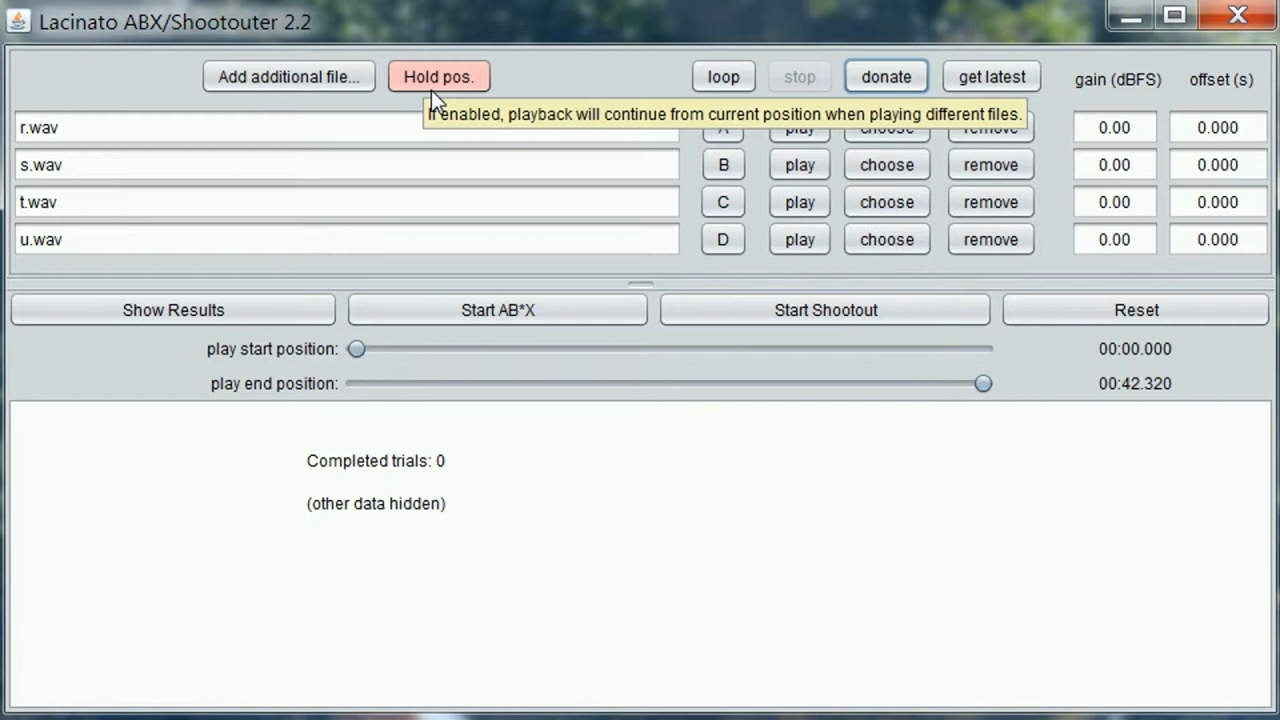 Lacinato ABX/Shootouter 2.2
Add additional file... Hold pos. loop stop donate get latest gain (dBFS) offset (s)
If enabled, playback will continue from current position when playing different files.
r.wav A play choose remove 0.00 0.000
s.wav B play choose remove 0.00 0.000
t.wav C play choose remove 0.00 0.000
u.wav D play choose remove 0.00 0.000
Show Results Start AB*X Start Shootout Reset
play start position: 00:00.000
play end position: 00:42.320
Completed trials: 0
(other data hidden)